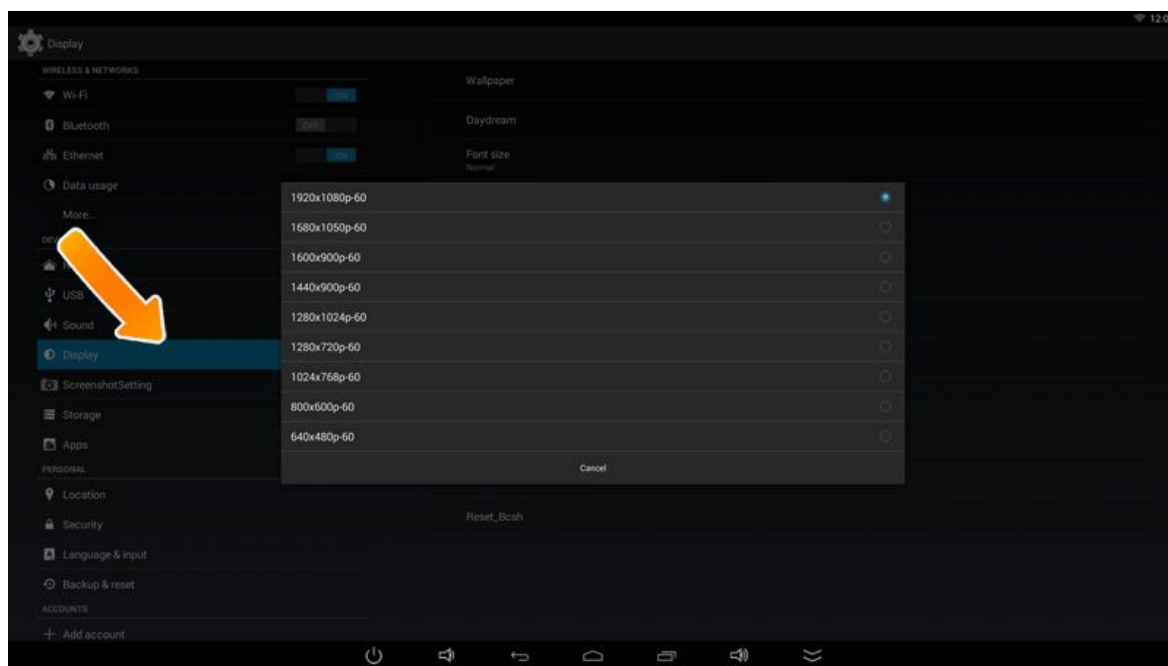 12:0
Display
WIRELESS & NETWORKS
Wi-Fi
ON
Bluetooth
OFF
Ethernet
ON
Data usage
More...
USB
Sound
Display
ScreenshotSetting
Storage
Apps
PERSONAL
Location
Security
Language & input
Backup & reset
ACCOUNTS
Add account
Wallpaper
Daydream
Font size
Normal
1920x1080p-60
1680x1050p-60
1600x900p-60
1440x900p-60
1280x1024p-60
1280x720p-60
1024x768p-60
800x600p-60
640x480p-60
Cancel
Reset_Bcsh